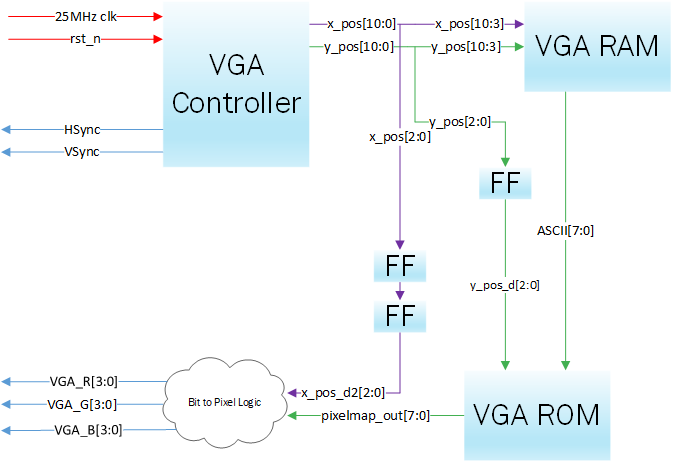 25MHz clk
rst_n
VGA
Controller
HSync
VSync
x_pos[10:0]
x_pos[10:3]
y_pos[10:0]
y_pos[10:3]
VGA RAM
x_pos[2:0]
y_pos[2:0]
FF
ASCII[7:0]
FF
y_pos_d[2:0]
FF
VGA_R[3:0]
VGA_G[3:0]
VGA_B[3:0]
Bit to Pixel Logic
x_pos_d2[2:0]
pixelmap_out[7:0]
VGA ROM